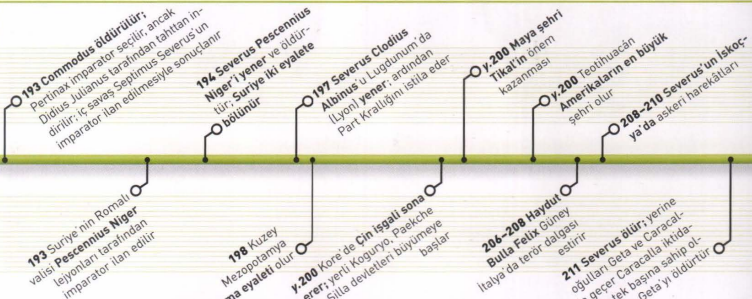 193 Commodus öldürülür;
Pertinax imparator seçilir, ancak
Didius Julianus tarafından tahttan in-
dirilir; iç savaş Septimus Severus'un
imparator ilan edilmesiyle sonuçlanır
194 Severus Pescennius
Niger'i yener ve öldür-
tür; Suriye iki eyalete
bölünür
197 Severus Clodius
Albinus'u Lugdunum'da
(Lyon) yener; ardından
Part Krallığını istila eder
y.200 Maya şehri
Tikal'in önem
kazanması
y.200 Teotihuacán
Amerikaların en büyük
şehri olur
208–210 Severus'un İskoç-
ya'da askeri harekâtları
193 Suriye'nin Romalı
valisi Pescennius Niger
lejyonları tarafından
imparator ilan edilir
198 Kuzey
Mezopotamya
ma eyaleti olur
y.200 Kore'de Çin işgali sona
erer; yerli Koguryo, Paekche
Silla devletleri büyümeye
başlar
206–208 Haydut
Bulla Felix Güney
İtalya'da terör dalgası
estirir
211 Severus ölür; yerine
oğulları Geta ve Caracal-
geçer Caracalla iktida-
tek başına sahip ol-
Geta'yı öldürtür